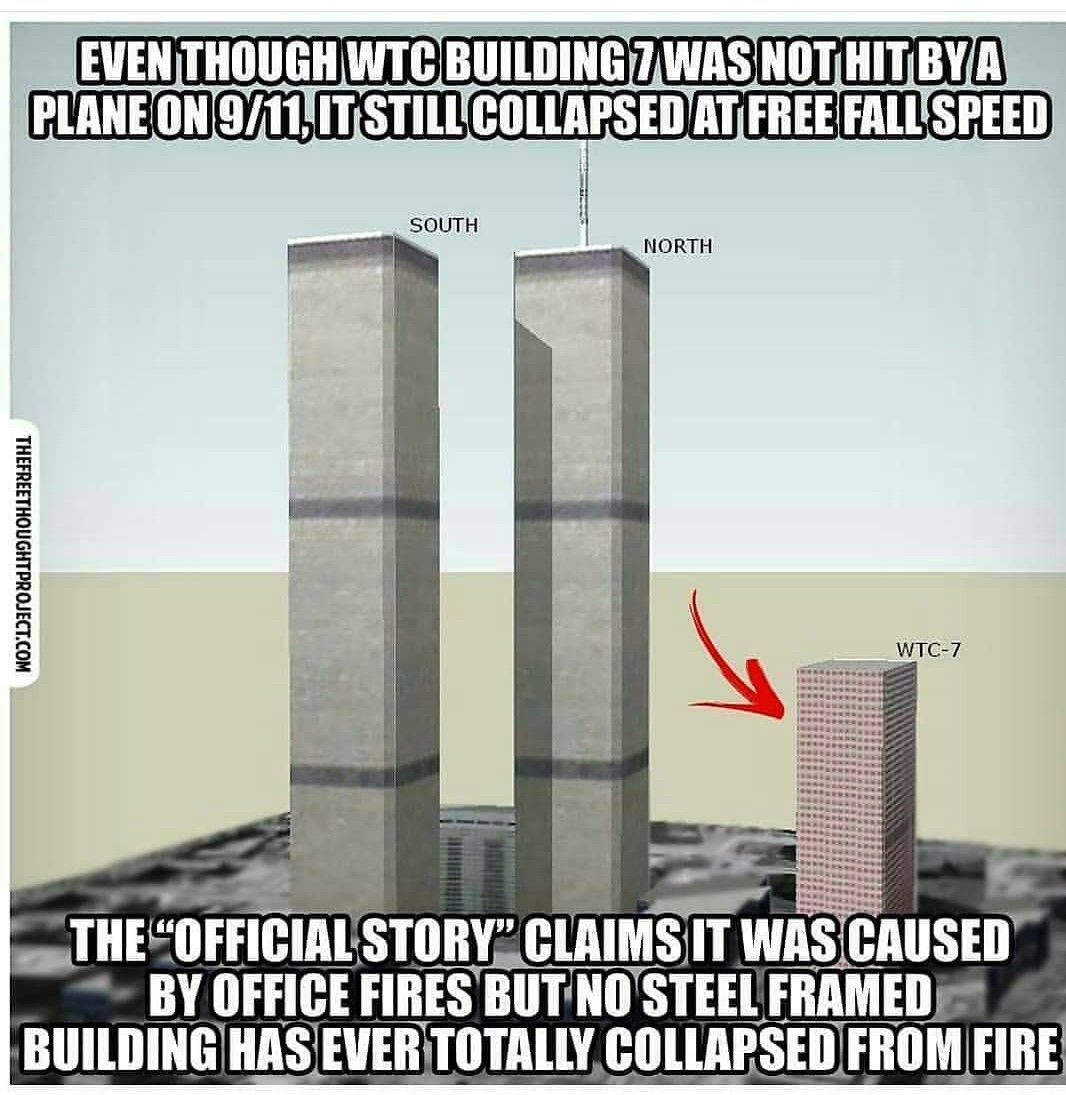 EVEN THOUGH WTC BUILDING 7 WAS NOT HIT BY A
PLANE ON 9/11, IT STILL COLLAPSED AT FREE FALL SPEED
SOUTH
NORTH
THEFREETHOUGHTPROJECT.COM
WTC-7
THE "OFFICIAL STORY" CLAIMS IT WAS CAUSED
BY OFFICE FIRES BUT NO STEEL FRAMED
BUILDING HAS EVER TOTALLY COLLAPSED FROM FIRE